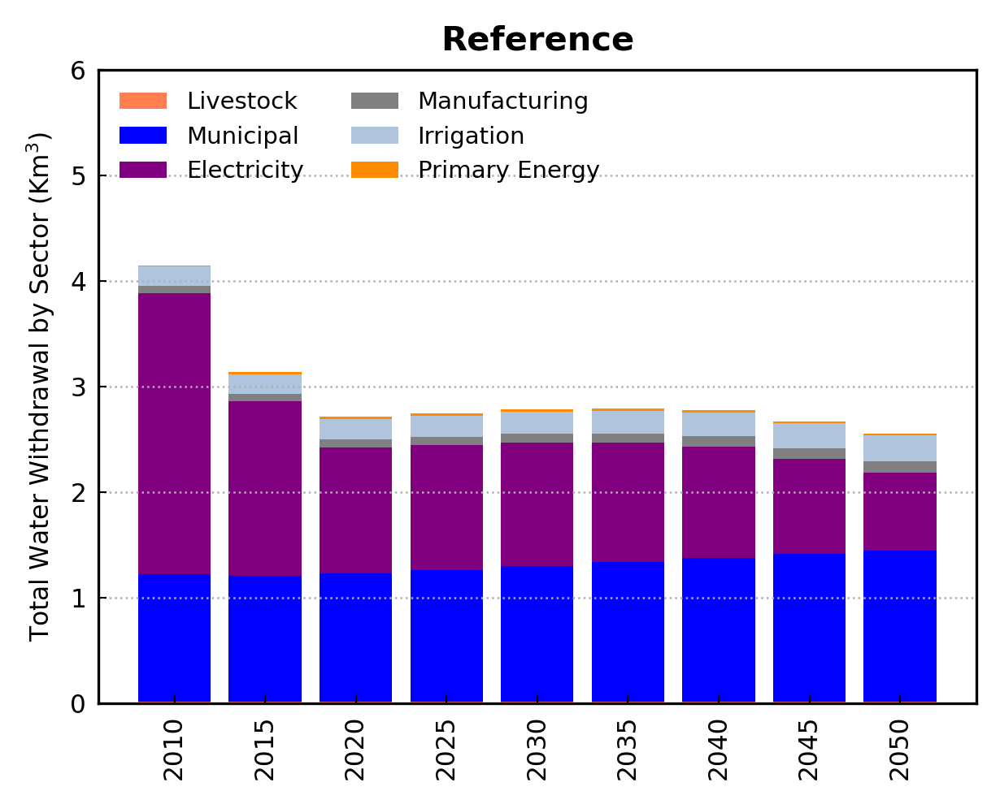 Reference
Total Water Withdrawal by Sector (Km³)
6
5
4
3
2
1
0
Livestock
Municipal
Electricity
Manufacturing
Irrigation
Primary Energy
2010
2015
2020
2025
2030
2035
2040
2045
2050